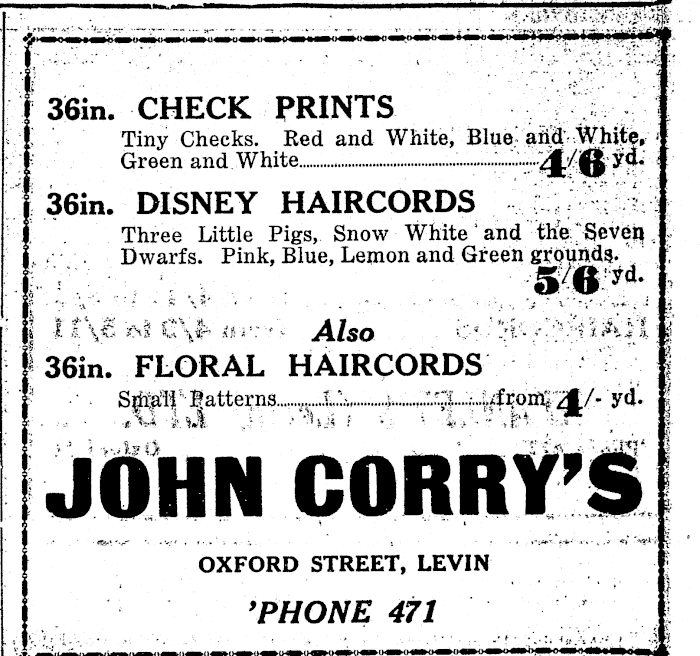 36in. CHECK PRINTS
Tiny Checks. Red and White, Blue and White,
Green and White................4/6 yd.
36in. DISNEY HAIRCORDS
Three Little Pigs, Snow White and the Seven
Dwarfs. Pink, Blue, Lemon and Green grounds.
5/6 yd.
Also
36in. FLORAL HAIRCORDS
Small Patterns................from 4/- yd.
JOHN CORRY'S
OXFORD STREET, LEVIN
'PHONE 471